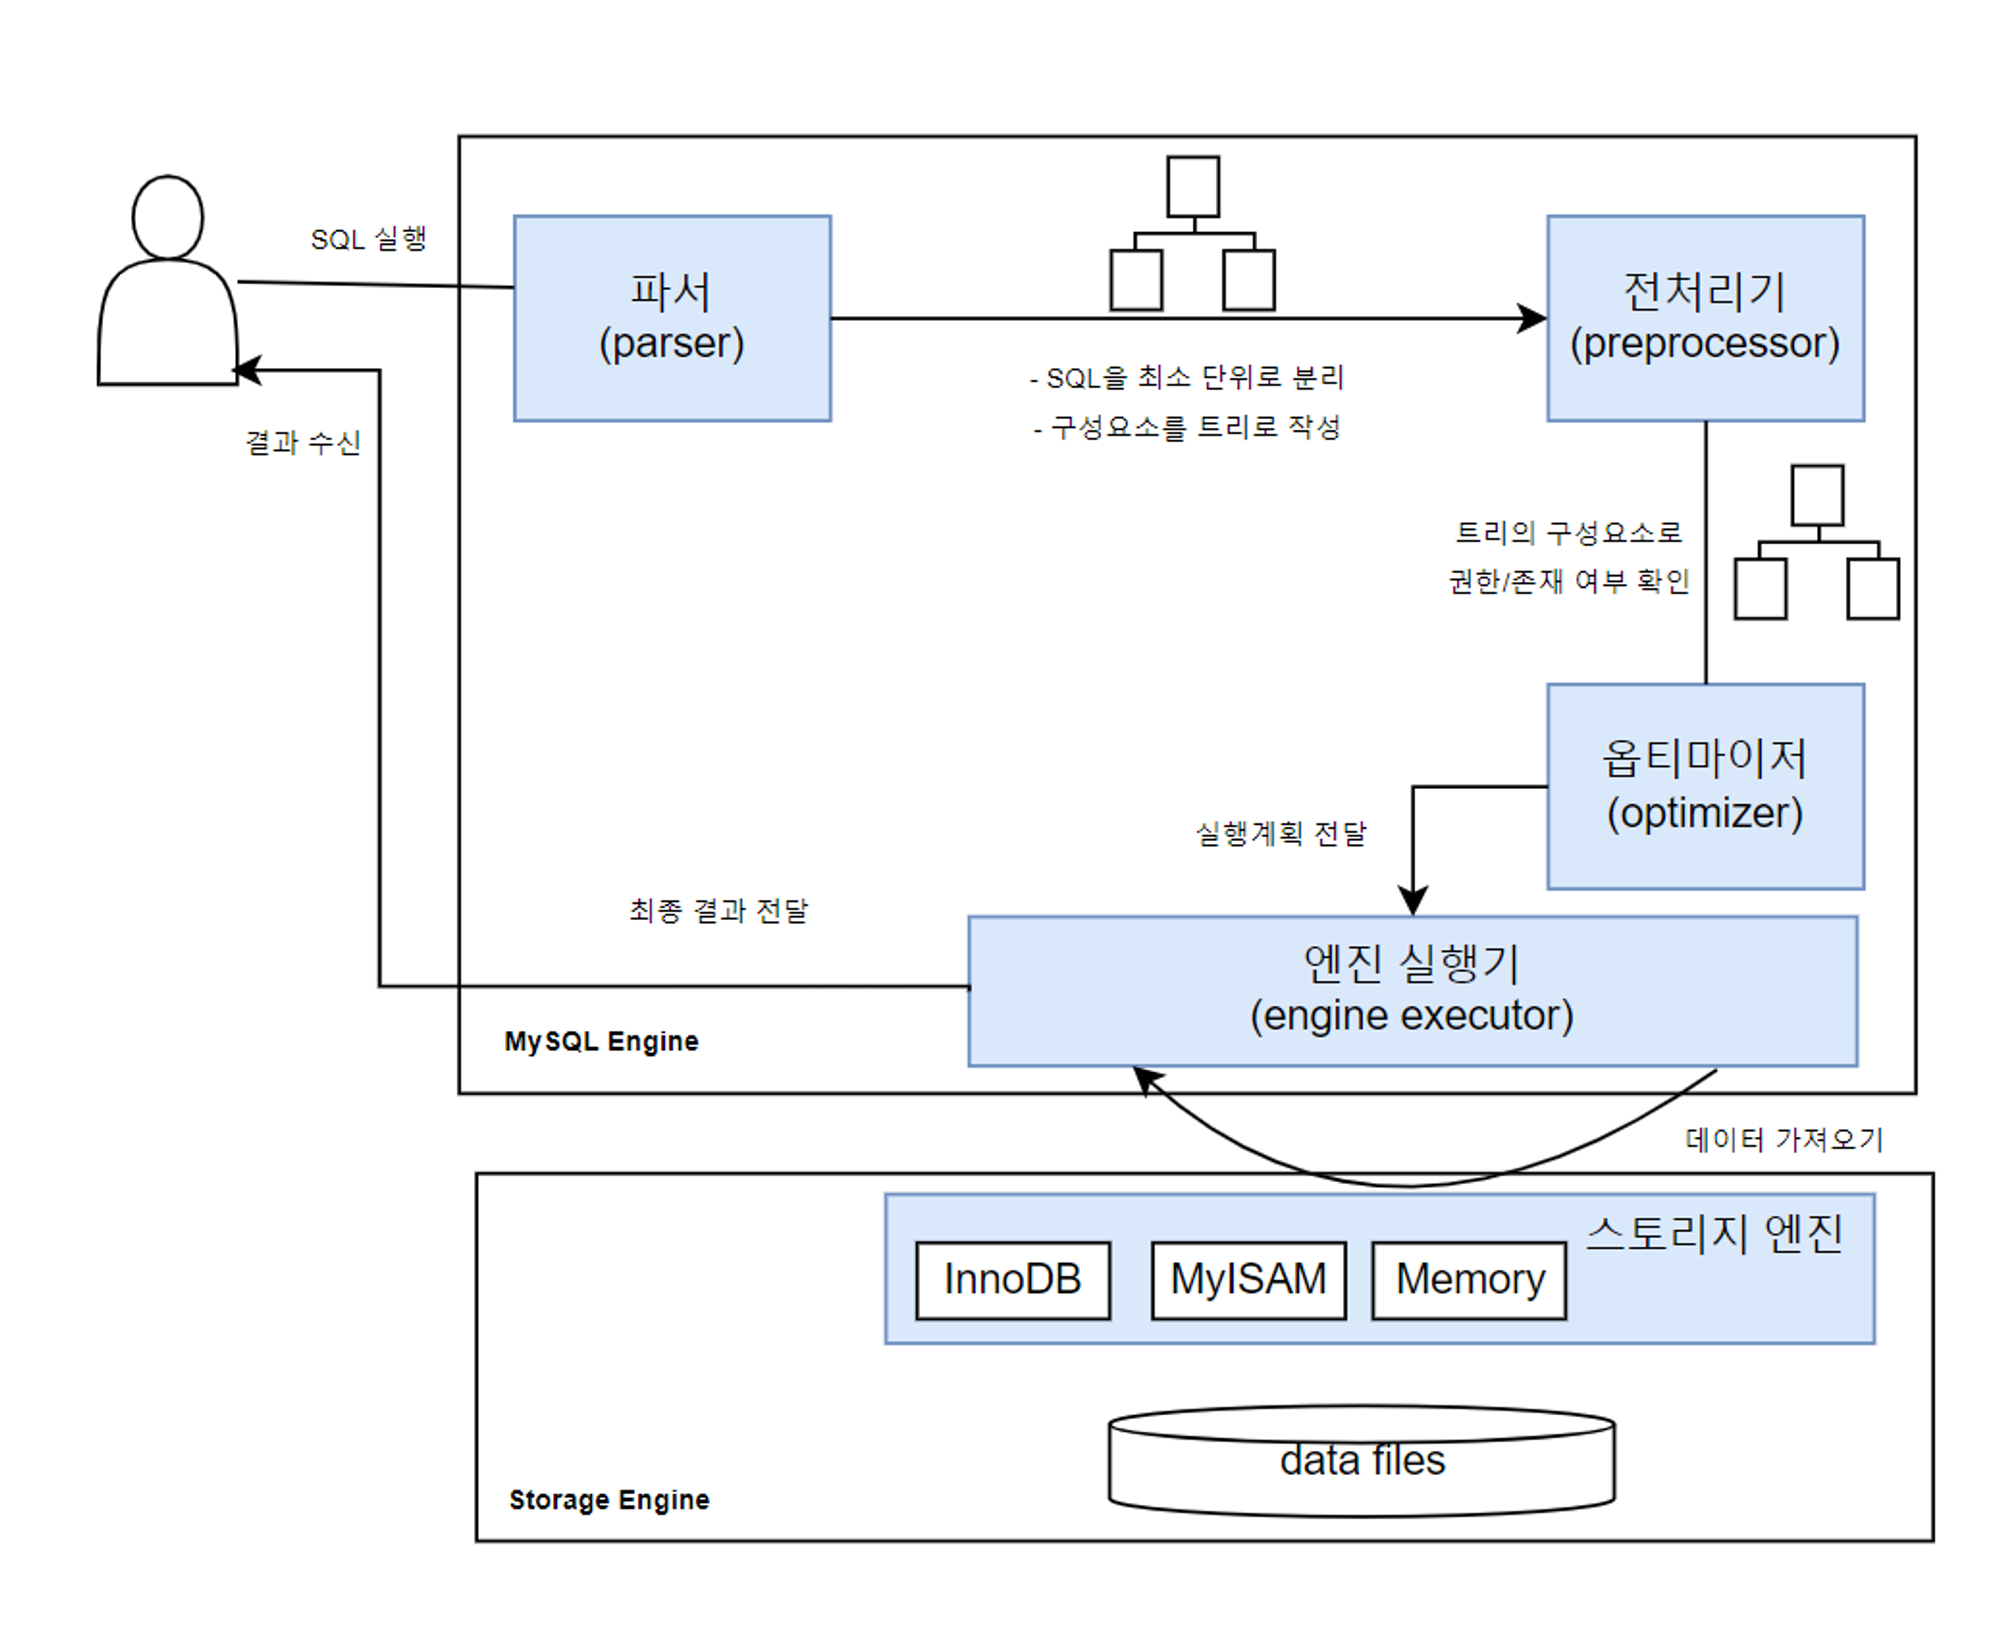 SQL 실행
파서
(parser)
- SQL을 최소 단위로 분리
- 구성요소를 트리로 작성
전처리기
(preprocessor)
결과 수신
트리의 구성요소로
권한/존재 여부 확인
옵티마이저
(optimizer)
실행계획 전달
최종 결과 전달
엔진 실행기
(engine executor)
MySQL Engine
데이터 가져오기
스토리지 엔진
InnoDB
MyISAM
Memory
data files
Storage Engine